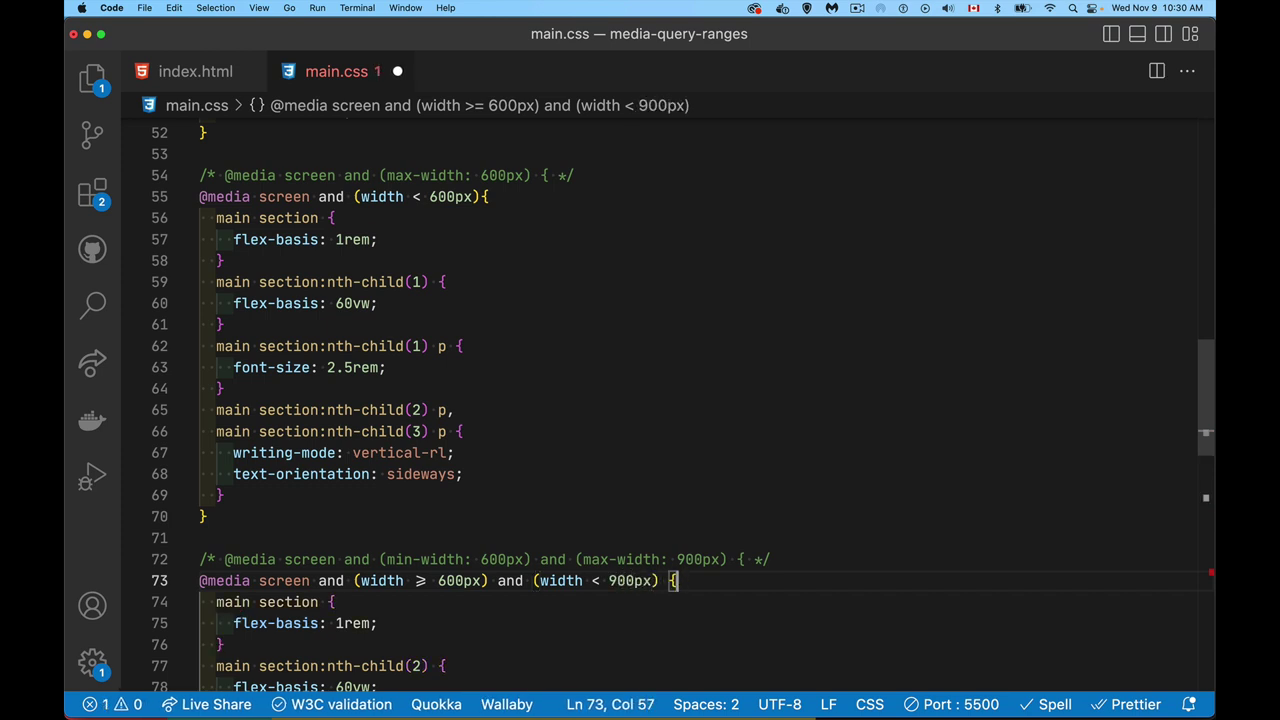 Code File Edit Selection View Go Run Terminal Window Help Wed Nov 9 10:30 AM
main.css — media-query-ranges
index.html main.css 1
main.css > {} @media screen and (width >= 600px) and (width < 900px)
52 }
53
54 /* @media screen and (max-width: 600px) { */
55 @media screen and (width < 600px){
56 main section {
57 flex-basis: 1rem;
58 }
59 main section:nth-child(1) {
60 flex-basis: 60vw;
61 }
62 main section:nth-child(1) p {
63 font-size: 2.5rem;
64 }
65 main section:nth-child(2) p,
66 main section:nth-child(3) p {
67 writing-mode: vertical-rl;
68 text-orientation: sideways;
69 }
70 }
71
72 /* @media screen and (min-width: 600px) and (max-width: 900px) { */
73 @media screen and (width >= 600px) and (width < 900px) {
74 main section {
75 flex-basis: 1rem;
76 }
77 main section:nth-child(2) {
78 flex-basis: 60vw;
1
2
1
1 0 Live Share W3C validation Quokka Wallaby Ln 73, Col 57 Spaces: 2 UTF-8 LF CSS Port : 5500 Spell Prettier